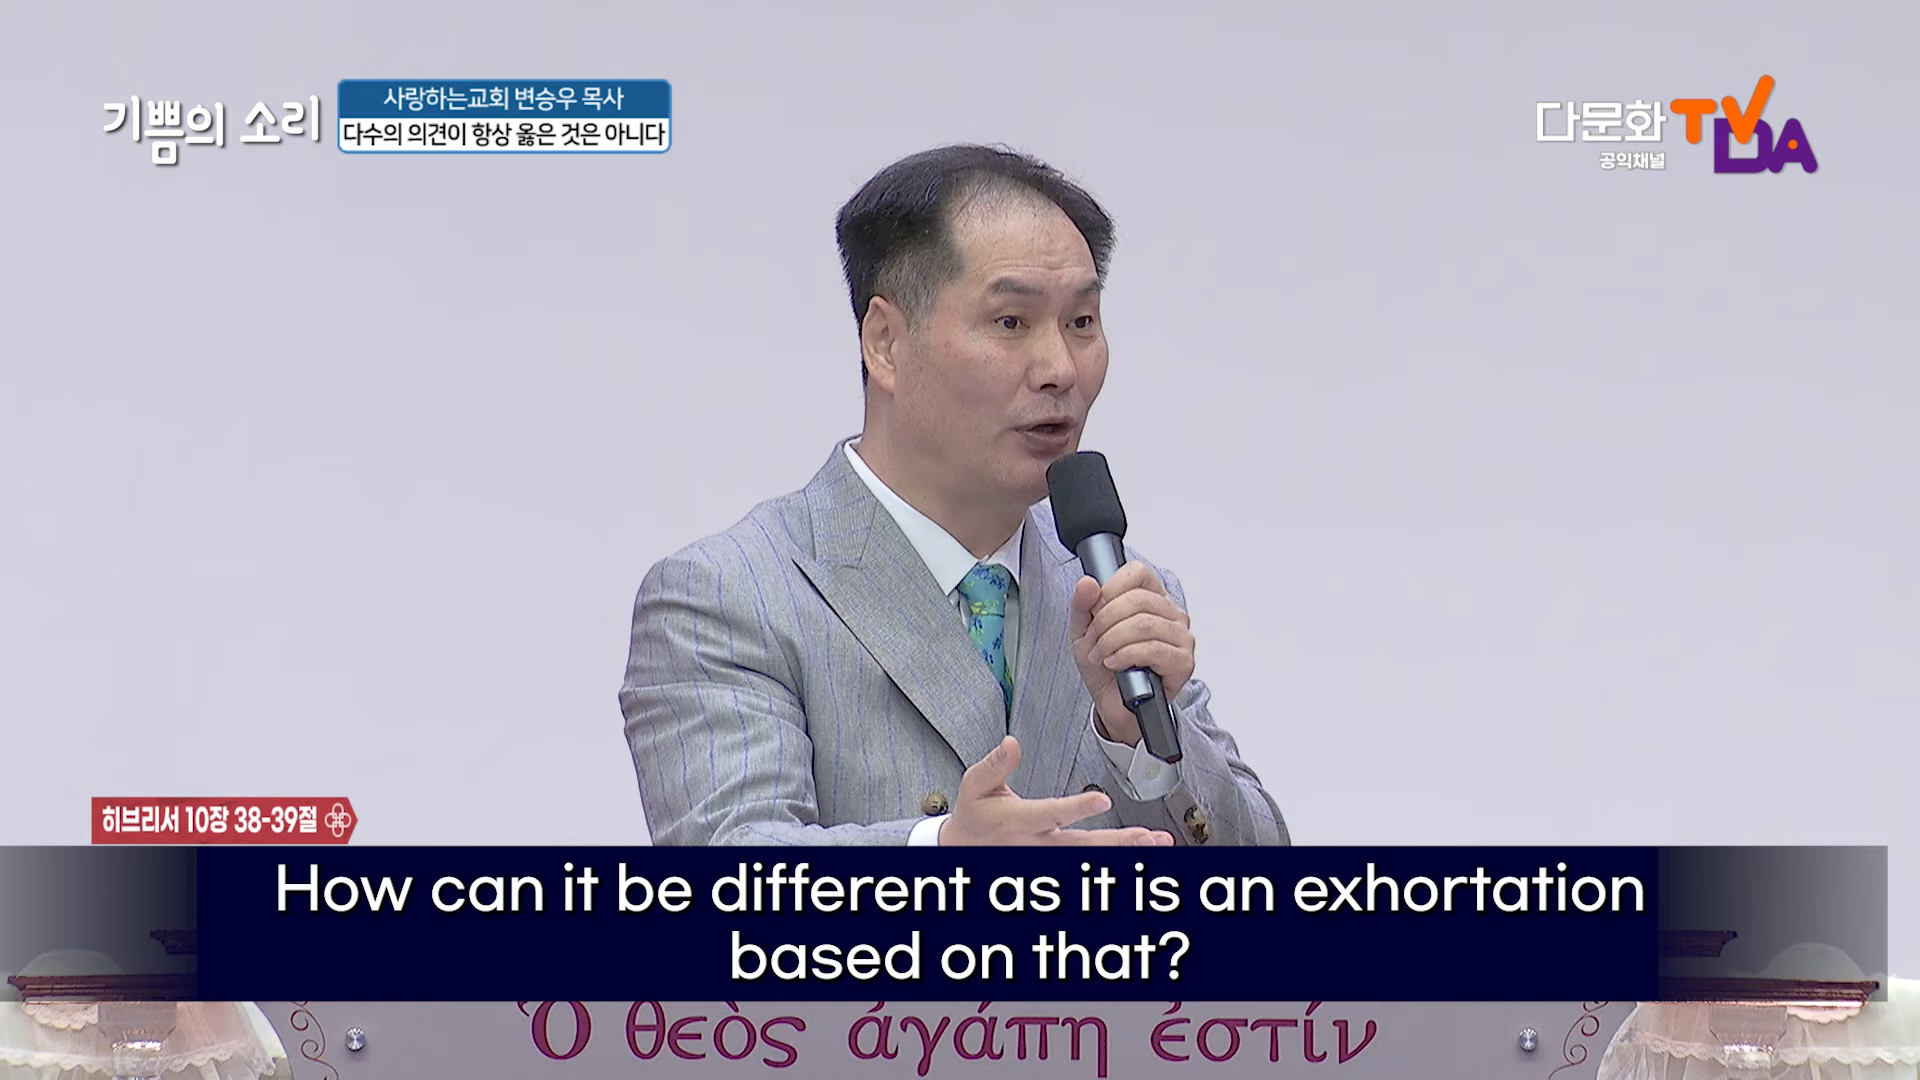 기쁨의 소리
사랑하는교회 변승우 목사
다수의 의견이 항상 옳은 것은 아니다
다문화 TV
DA
공익채널
히브리서 10장 38-39절
How can it be different as it is an exhortation
based on that?
Ὁ θεὸς ἀγάπη ἐστίν